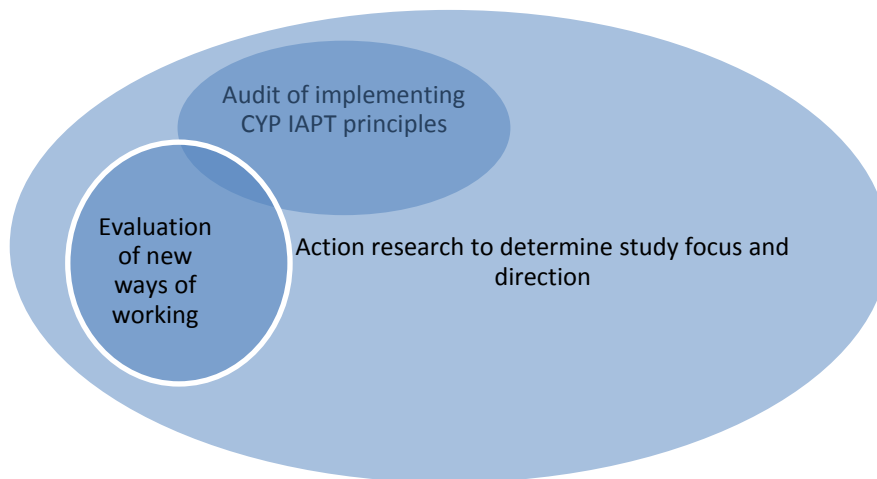 Audit of implementing
CYP IAPT principles
Evaluation
of new
ways of
working
Action research to determine study focus and
direction